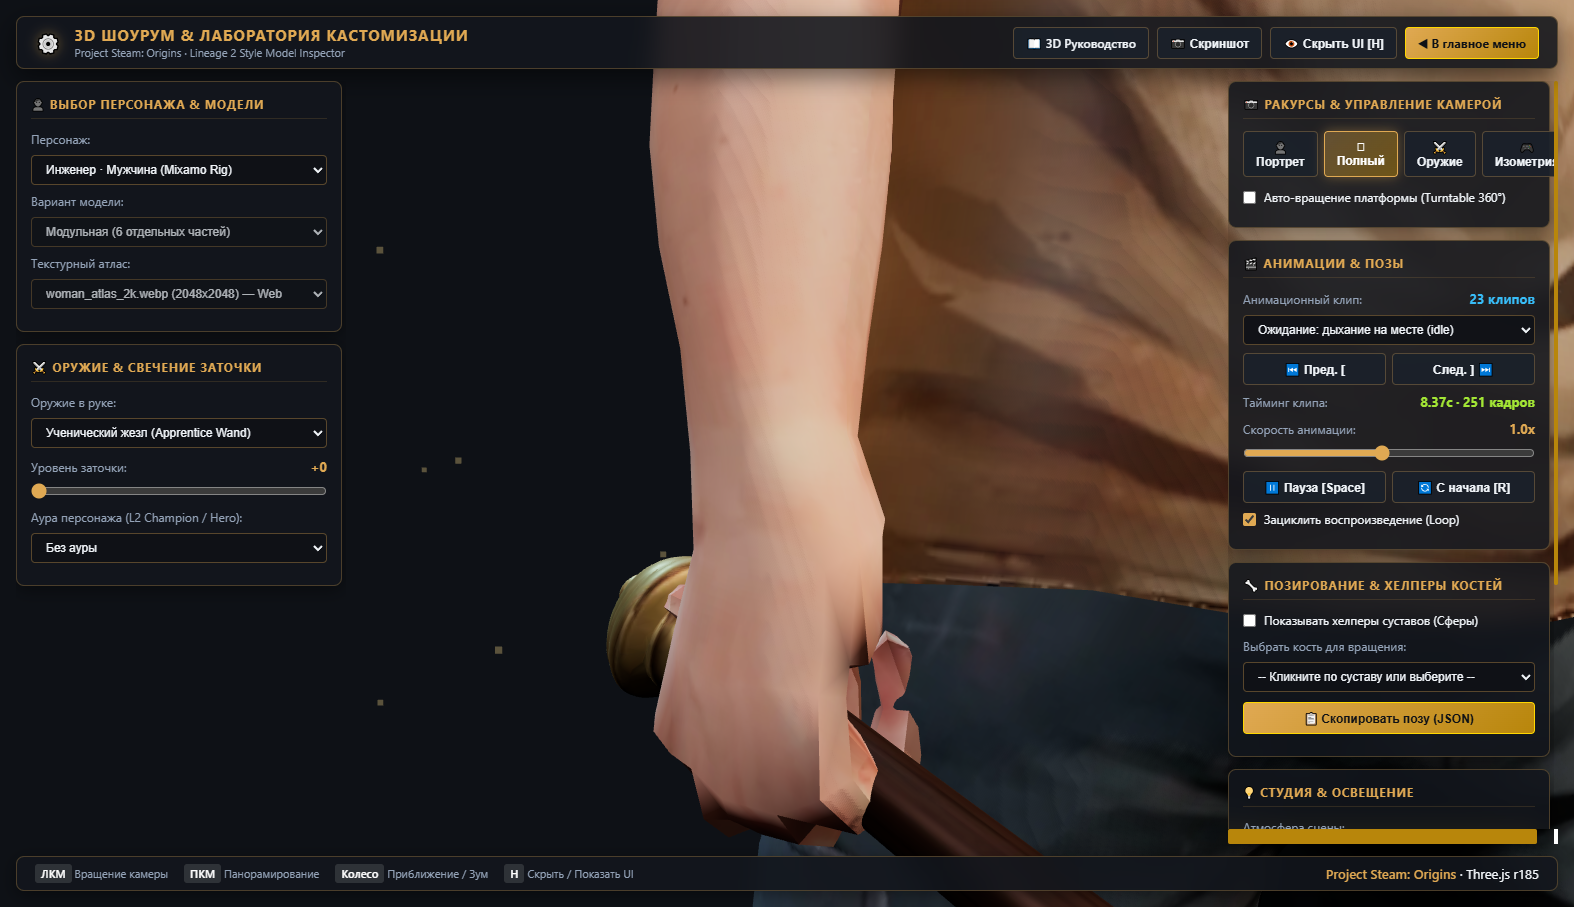 3D ШОУРУМ & ЛАБОРАТОРИЯ КАСТОМИЗАЦИИ
Project Steam: Origins · Lineage 2 Style Model Inspector
3D Руководство
Скриншот
Скрыть UI [H]
◀ В главное меню
ВЫБОР ПЕРСОНАЖА & МОДЕЛИ
Персонаж:
Инженер · Мужчина (Mixamo Rig)
Вариант модели:
Модульная (6 отдельных частей)
Текстурный атлас:
woman_atlas_2k.webp (2048x2048) — Web
ОРУЖИЕ & СВЕЧЕНИЕ ЗАТОЧКИ
Оружие в руке:
Ученический жезл (Apprentice Wand)
Уровень заточки:
+0
Аура персонажа (L2 Champion / Hero):
Без ауры
РАКУРСЫ & УПРАВЛЕНИЕ КАМЕРОЙ
Портрет
Полный
Оружие
Изометрия
Авто-вращение платформы (Turntable 360°)
АНИМАЦИИ & ПОЗЫ
Анимационный клип:
23 клипов
Ожидание: дыхание на месте (idle)
Пред. [
След. ]
Тайминг клипа:
8.37с · 251 кадров
Скорость анимации:
1.0x
Пауза [Space]
С начала [R]
Зациклить воспроизведение (Loop)
ПОЗИРОВАНИЕ & ХЕЛПЕРЫ КОСТЕЙ
Показывать хелперы суставов (Сферы)
Выбрать кость для вращения:
-- Кликните по суставу или выберите --
Скопировать позу (JSON)
СТУДИЯ & ОСВЕЩЕНИЕ
Атмосфера сцены:
ЛКМ Вращение камеры
ПКМ Панорамирование
Колесо Приближение / Зум
H Скрыть / Показать UI
Project Steam: Origins · Three.js r185